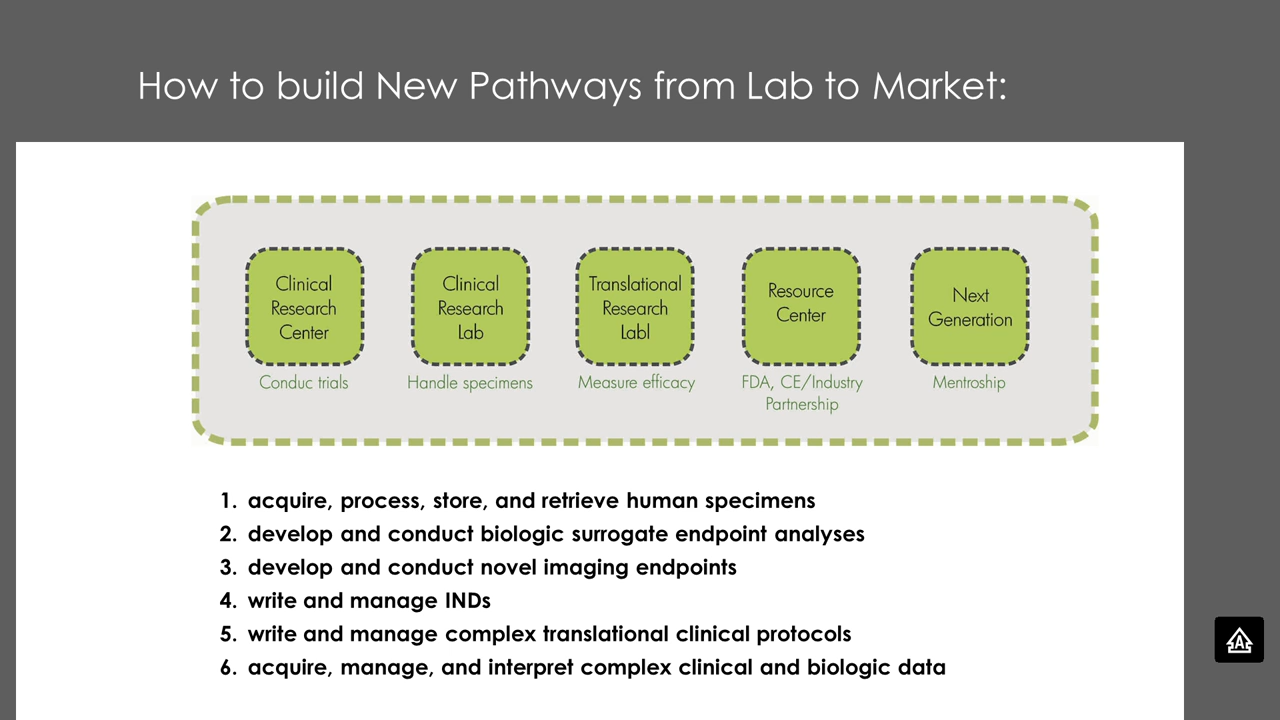 How to build New Pathways from Lab to Market:
Clinical
Research
Center
Conduc trials
Clinical
Research
Lab
Handle specimens
Translational
Research
Labl
Measure efficacy
Resource
Center
FDA, CE/Industry
Partnership
Next
Generation
Mentroship
1. acquire, process, store, and retrieve human specimens
2. develop and conduct biologic surrogate endpoint analyses
3. develop and conduct novel imaging endpoints
4. write and manage INDs
5. write and manage complex translational clinical protocols
6. acquire, manage, and interpret complex clinical and biologic data
A